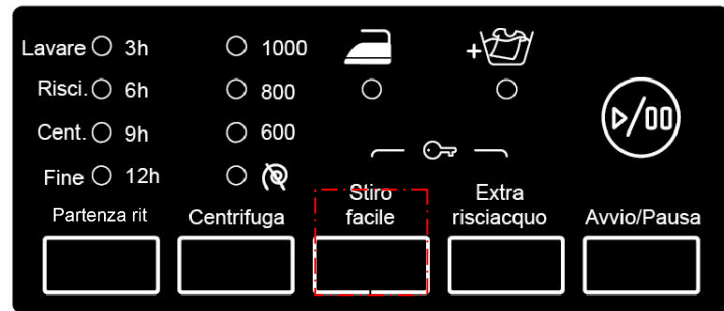 Lavare 3h 1000
Risci. 6h 800 +
Cent. 9h 600
Fine 12h
Partenza rit Centrifuga Stiro facile Extra risciacquo Avvio/Pausa